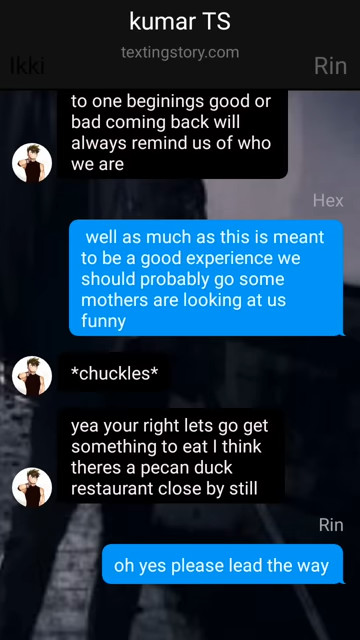 kumar TS
textingstory.com
Ikki
Rin
to one beginings good or
bad coming back will
always remind us of who
we are
Hex
well as much as this is meant
to be a good experience we
should probably go some
mothers are looking at us
funny
*chuckles*
yea your right lets go get
something to eat I think
theres a pecan duck
restaurant close by still
Rin
oh yes please lead the way